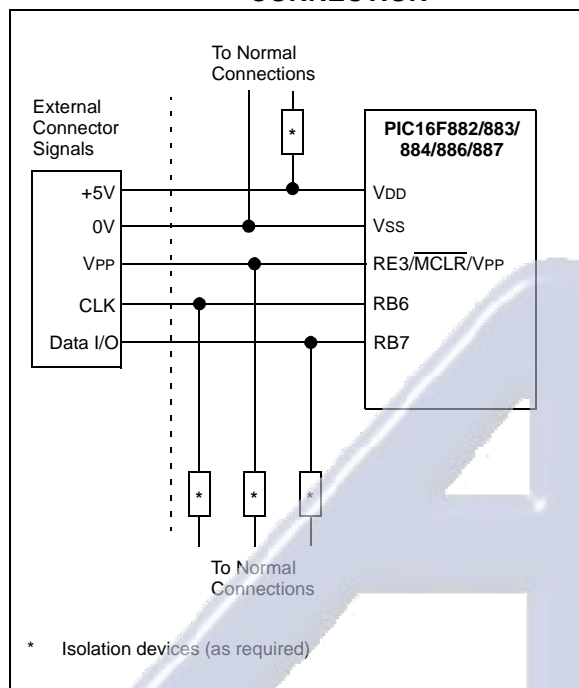 CONNECTION
To Normal
Connections
External
Connector
Signals
*
PIC16F882/883/
884/886/887
+5V
VDD
0V
VSS
VPP
RE3/MCLR/VPP
CLK
RB6
Data I/O
RB7
* * *
To Normal
Connections
* Isolation devices (as required)